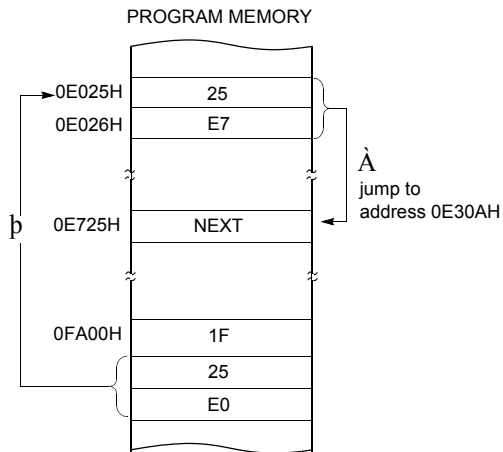 PROGRAM MEMORY
0E025H 25
0E026H E7
À
jump to
address 0E30AH
þ
0E725H NEXT
0FA00H 1F
25
E0